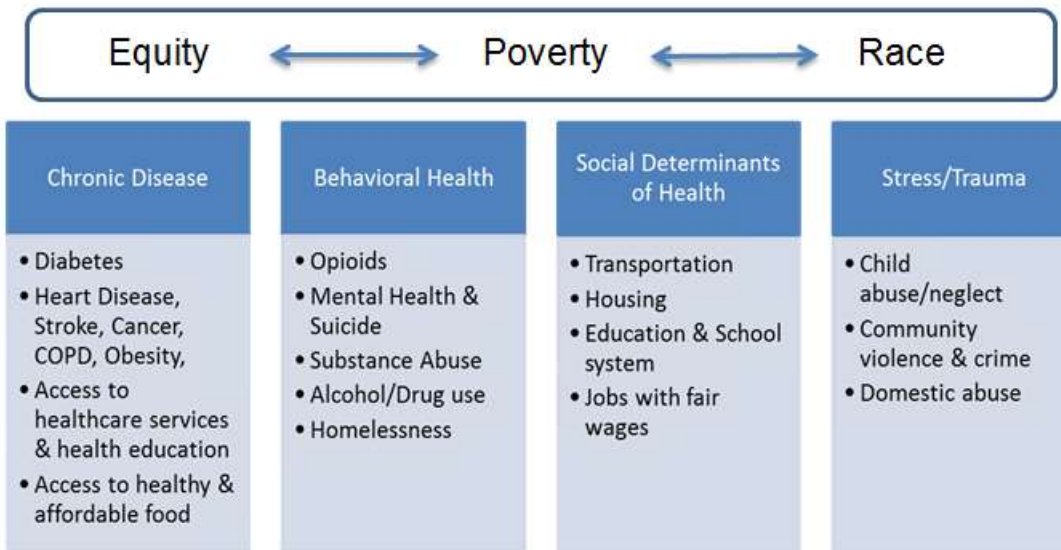 Equity Poverty Race
Chronic Disease
• Diabetes
• Heart Disease,
Stroke, Cancer,
COPD, Obesity,
• Access to
healthcare services
& health education
• Access to healthy &
affordable food
Behavioral Health
• Opioids
• Mental Health &
Suicide
• Substance Abuse
• Alcohol/Drug use
• Homelessness
Social Determinants
of Health
• Transportation
• Housing
• Education & School
system
• Jobs with fair
wages
Stress/Trauma
• Child
abuse/neglect
• Community
violence & crime
• Domestic abuse